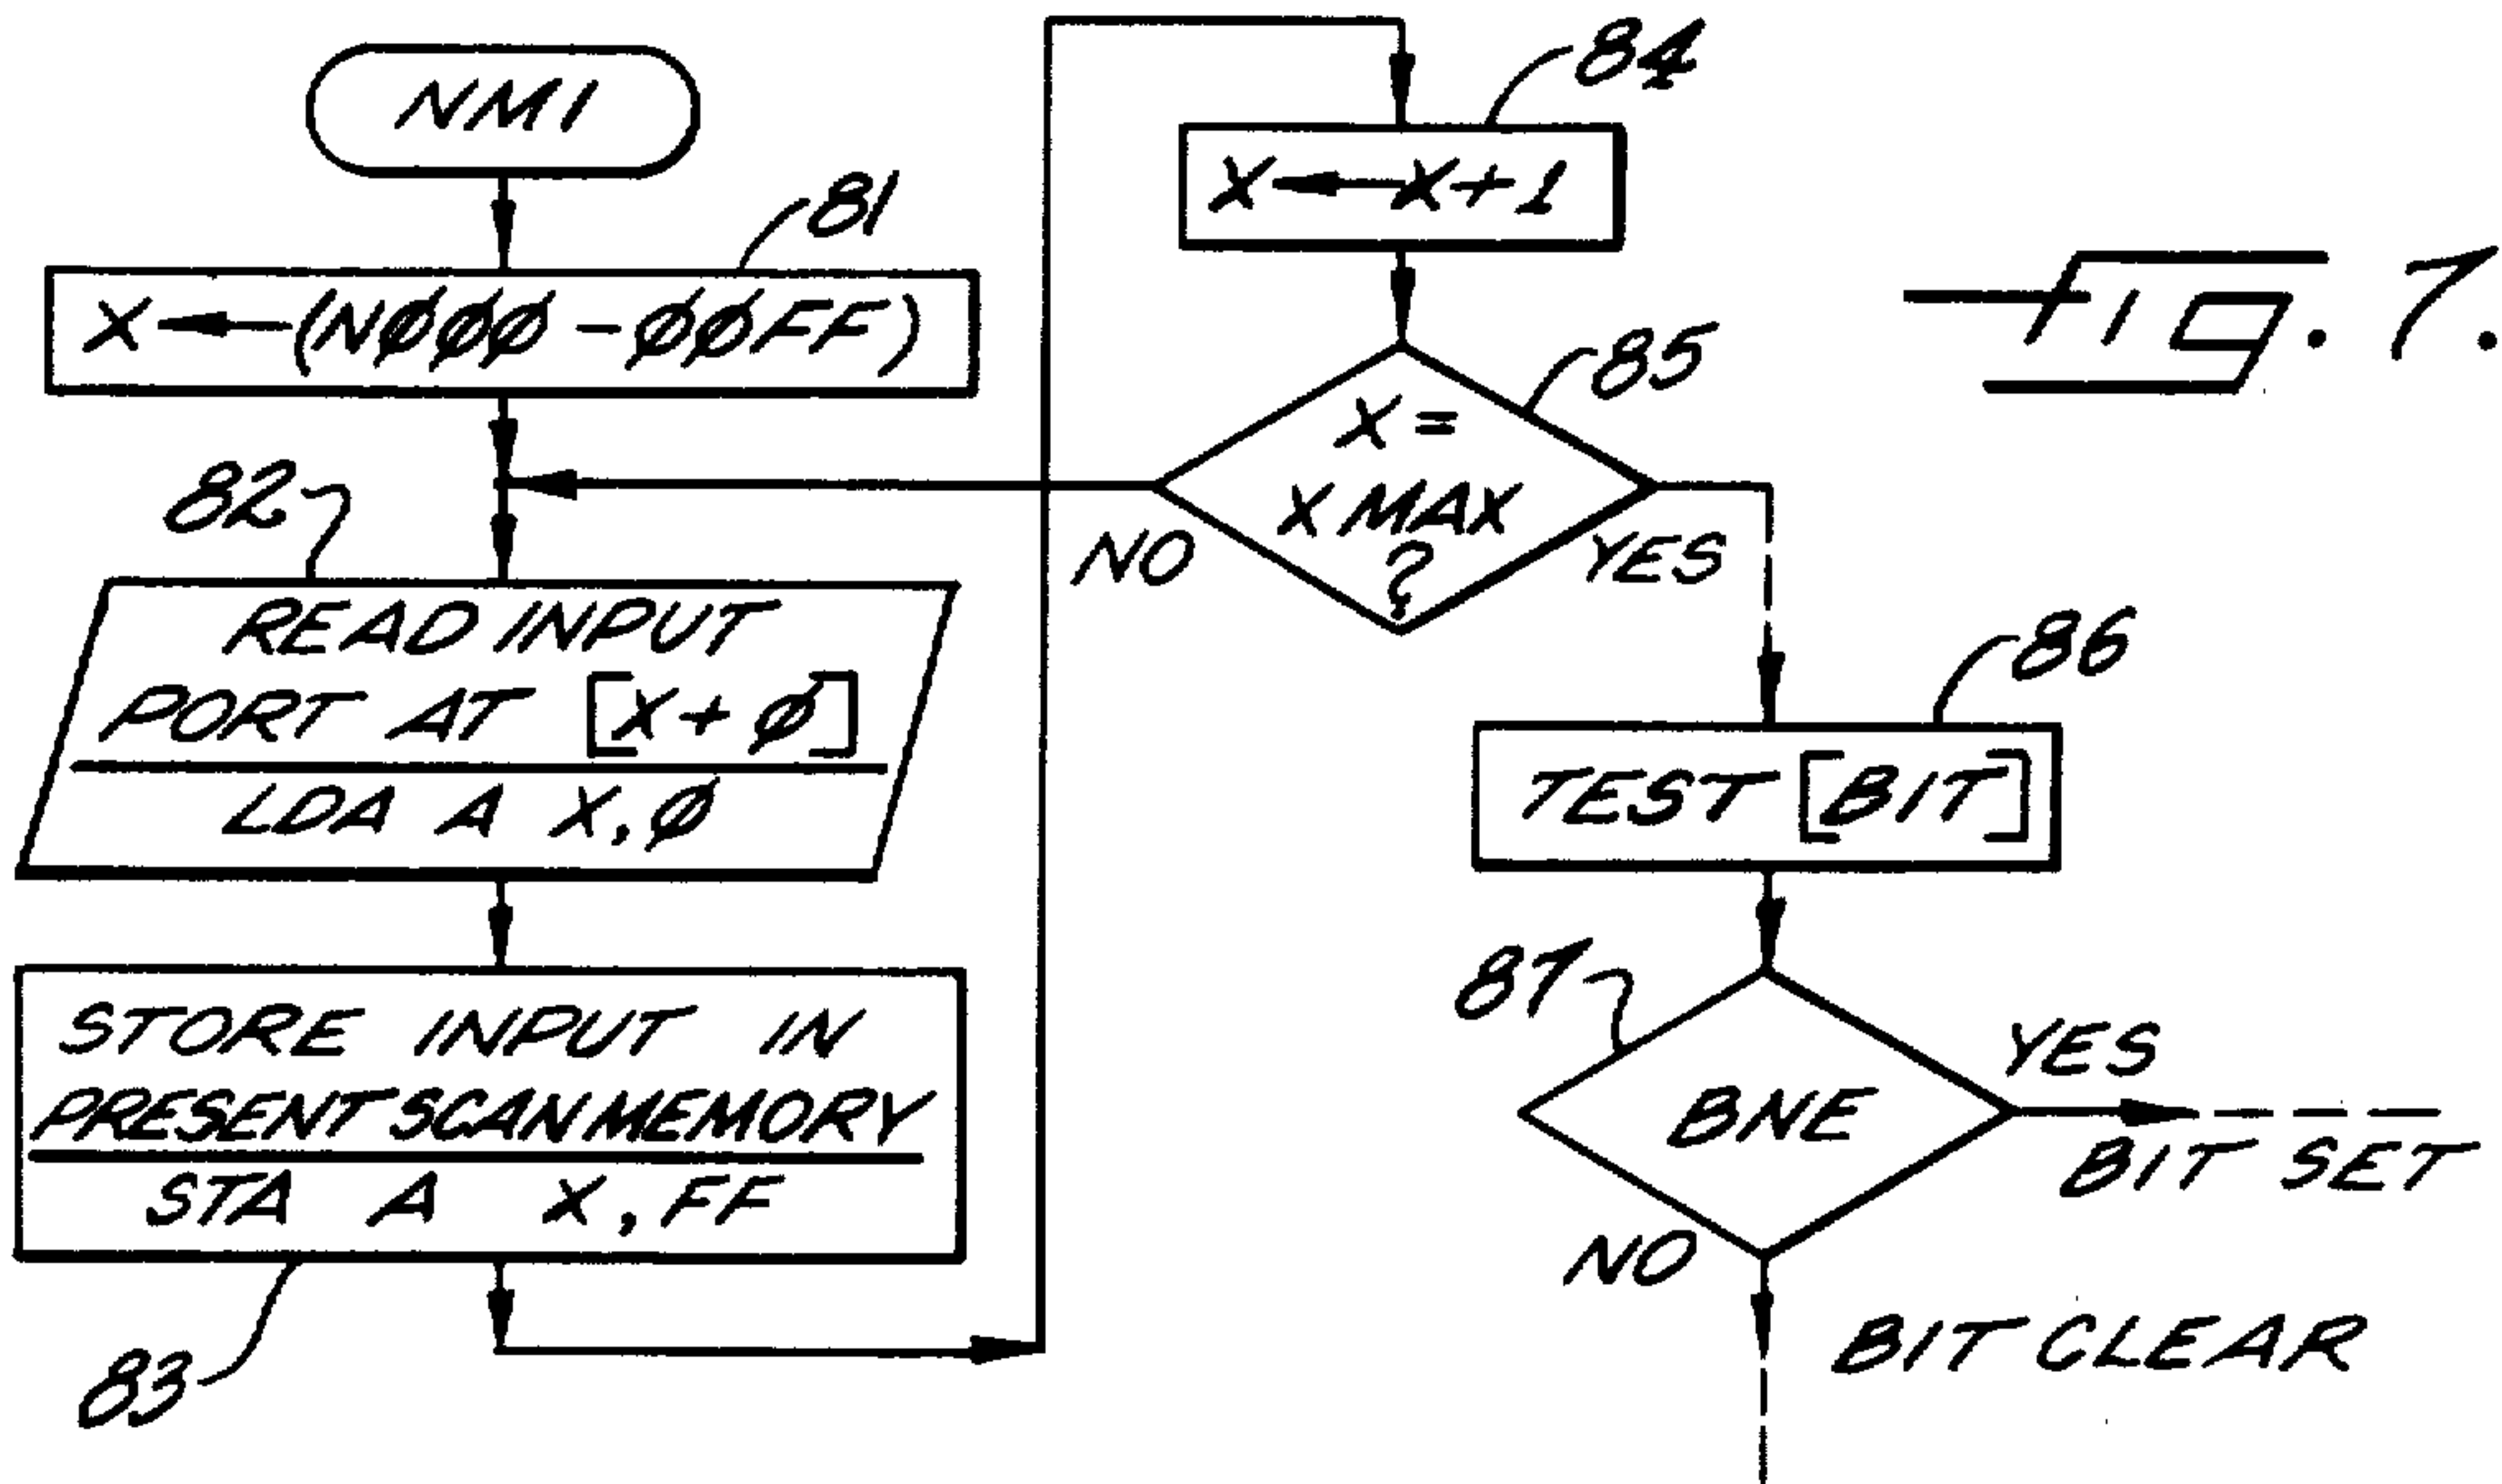 NMI
81
X←(NØØØ-ØØFF)
82
READ INPUT
PORT AT [X+Ø]
LDA A X,Ø
STORE INPUT IN
PRESENT SCAN MEMORY
STA A X,FF
83
84
X←X+1
85
X=
X MAX
?
NO
YES
86
TEST [BIT]
87
BNE
YES
BIT SET
NO
BIT CLEAR
Fig. 7.